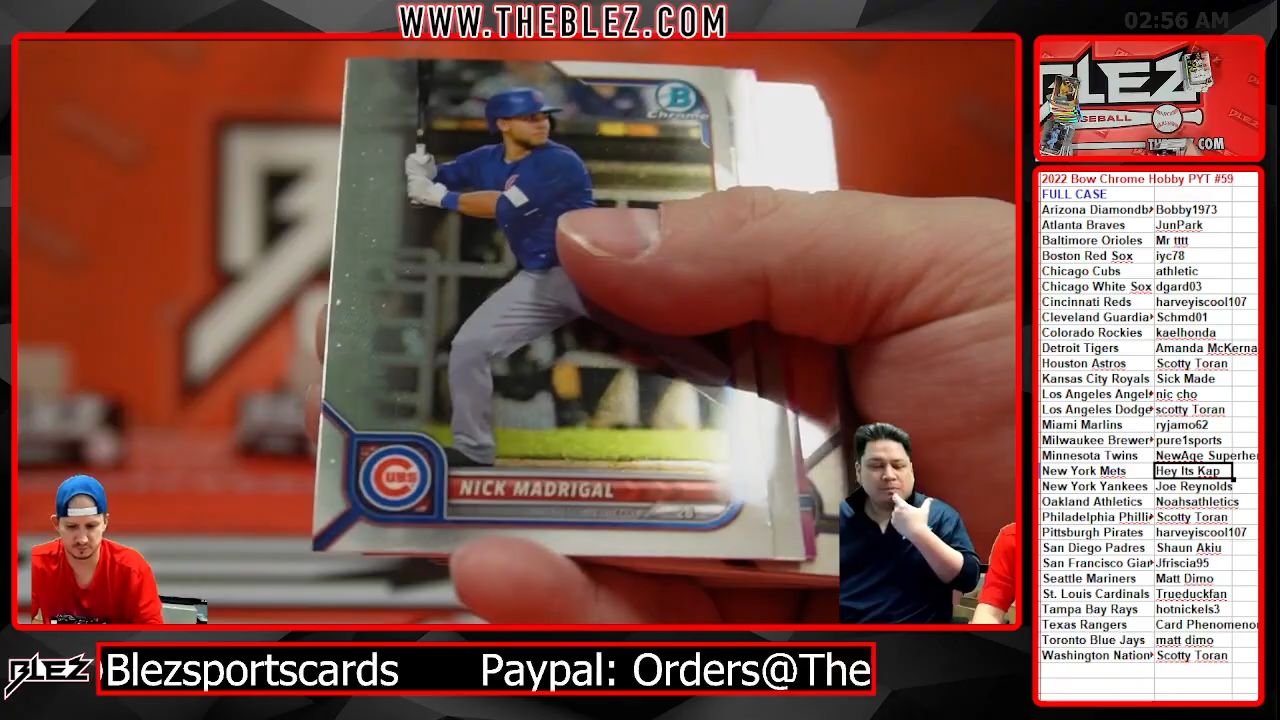 WWW.THEBLEZ.COM
02:56 AM
B
Chrome
CUBS
NICK MADRIGAL
2B
BLEZ
.COM
2022 Bow Chrome Hobby PYT #59
FULL CASE
Arizona Diamondb Bobby1973
Atlanta Braves JunPark
Baltimore Orioles Mr tttt
Boston Red Sox iyc78
Chicago Cubs athletic
Chicago White Sox dgard03
Cincinnati Reds harveyiscool107
Cleveland Guardia Schmd01
Colorado Rockies kaelhonda
Detroit Tigers Amanda McKerna
Houston Astros Scotty Toran
Kansas City Royals Sick Made
Los Angeles Angel nic cho
Los Angeles Dodge scotty Toran
Miami Marlins ryjamo62
Milwaukee Brewer pure1sports
Minnesota Twins NewAge Superher
New York Mets Hey Its Kap
New York Yankees Joe Reynolds
Oakland Athletics Noahsathletics
Philadelphia Philli Scotty Toran
Pittsburgh Pirates harveyiscool107
San Diego Padres Shaun Akiu
San Francisco Gian Jfriscia95
Seattle Mariners Matt Dimo
St. Louis Cardinals Trueduckfan
Tampa Bay Rays hotnickels3
Texas Rangers Card Phenomenon
Toronto Blue Jays matt dimo
Washington Nation Scotty Toran
BLEZ
Blezsportscards Paypal: Orders@The